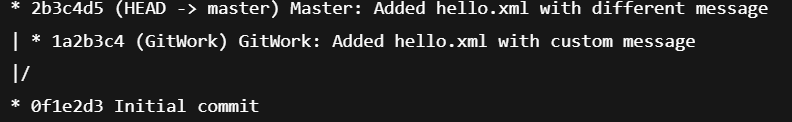 * 2b3c4d5 (HEAD -> master) Master: Added hello.xml with different message
| * 1a2b3c4 (GitWork) GitWork: Added hello.xml with custom message
|/
* 0f1e2d3 Initial commit